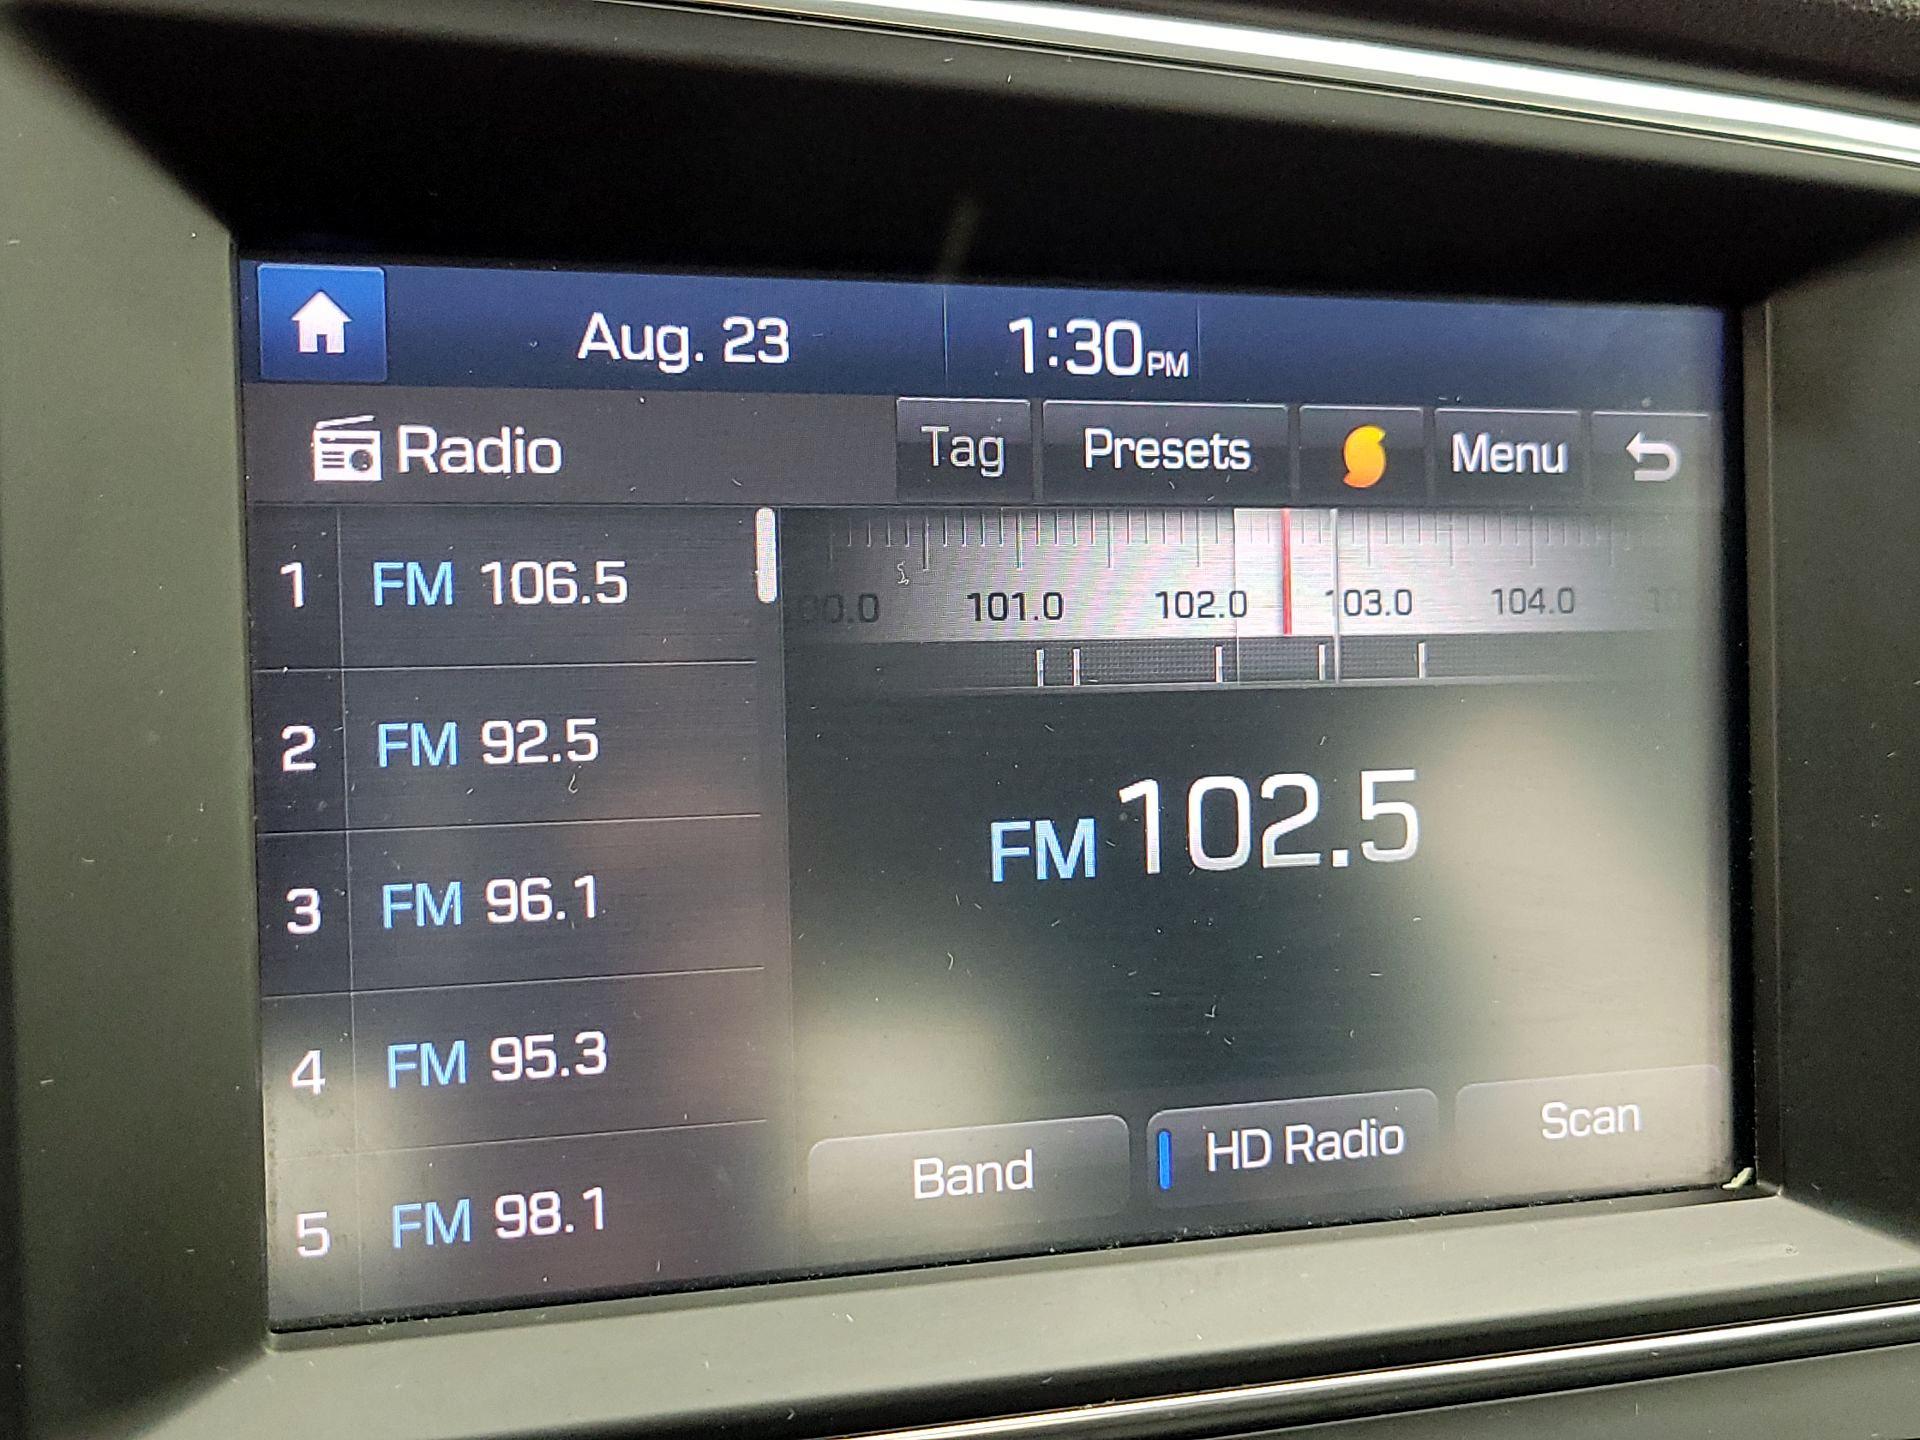 Aug. 23 1:30PM
Radio Tag Presets Menu
1 FM 106.5
2 FM 92.5
3 FM 96.1
4 FM 95.3
5 FM 98.1
101.0 102.0 103.0 104.0
FM 102.5
Band HD Radio Scan